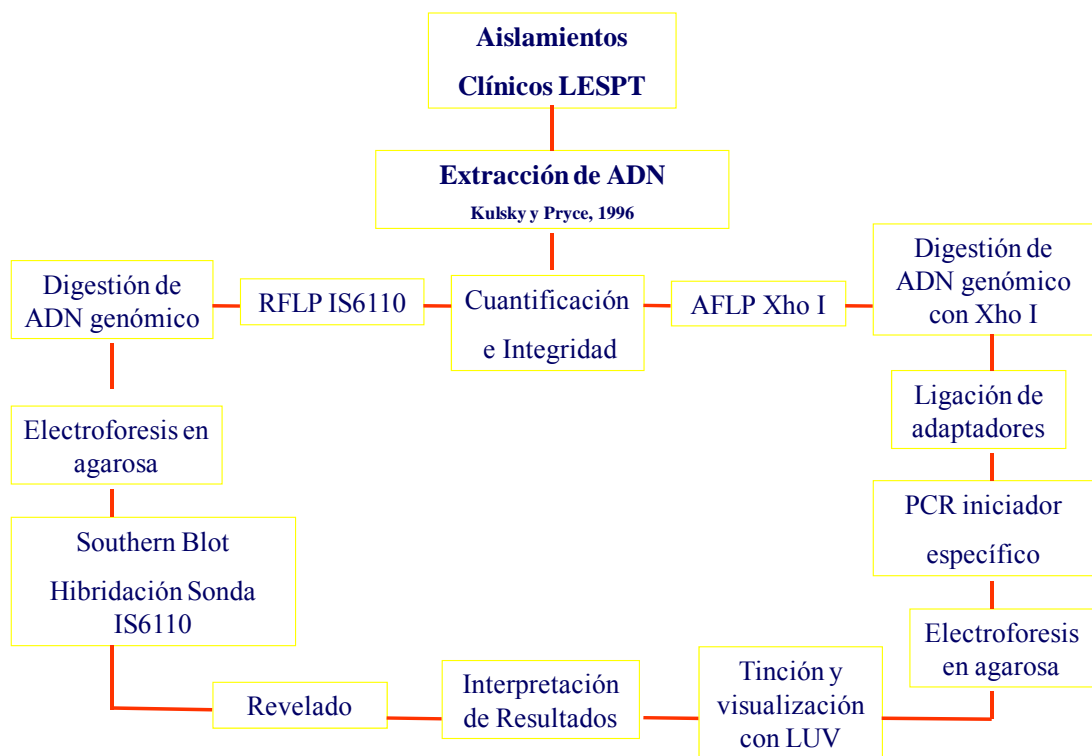 Aislamientos
Clínicos LESPT
Extracción de ADN
Kulsky y Pryce, 1996
Cuantificación
e Integridad
RFLP IS6110
Digestión de
ADN genómico
Electroforesis en
agarosa
Southern Blot
Hibridación Sonda
IS6110
Revelado
AFLP Xho I
Digestión de
ADN genómico
con Xho I
Ligación de
adaptadores
PCR iniciador
específico
Electroforesis
en agarosa
Tinción y
visualización
con LUV
Interpretación
de Resultados